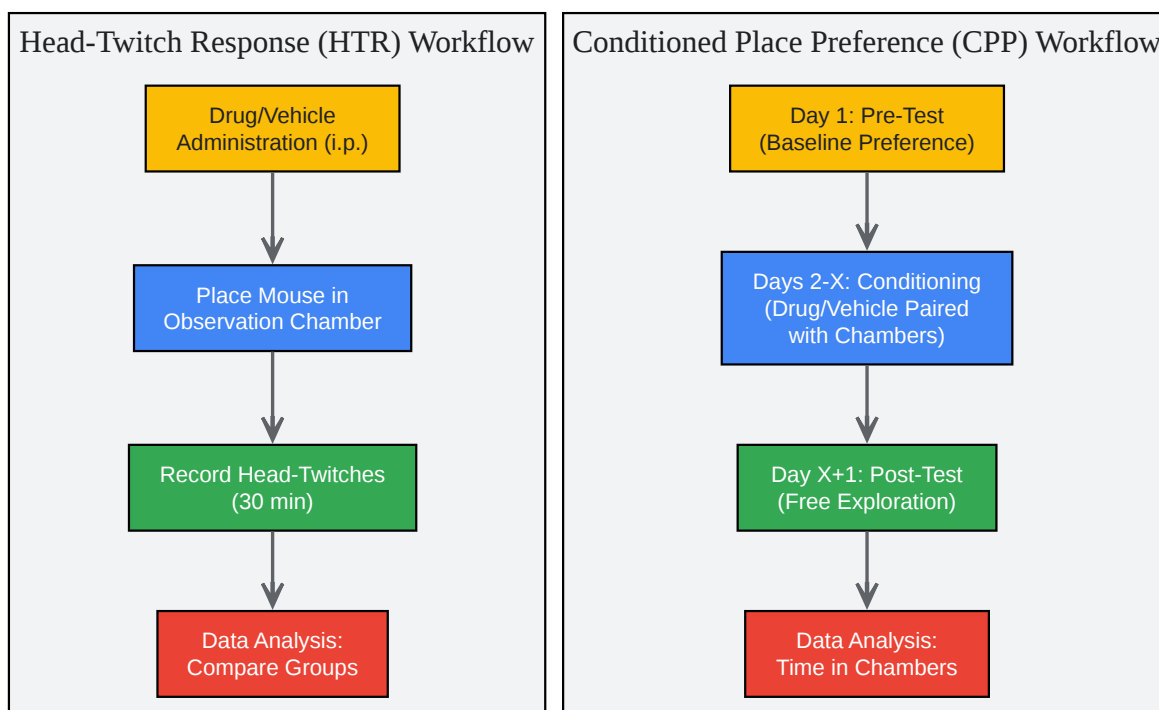 Head-Twitch Response (HTR) Workflow
Drug/Vehicle
Administration (i.p.)
Place Mouse in
Observation Chamber
Record Head-Twitches
(30 min)
Data Analysis:
Compare Groups
Conditioned Place Preference (CPP) Workflow
Day 1: Pre-Test
(Baseline Preference)
Days 2-X: Conditioning
(Drug/Vehicle Paired
with Chambers)
Day X+1: Post-Test
(Free Exploration)
Data Analysis:
Time in Chambers